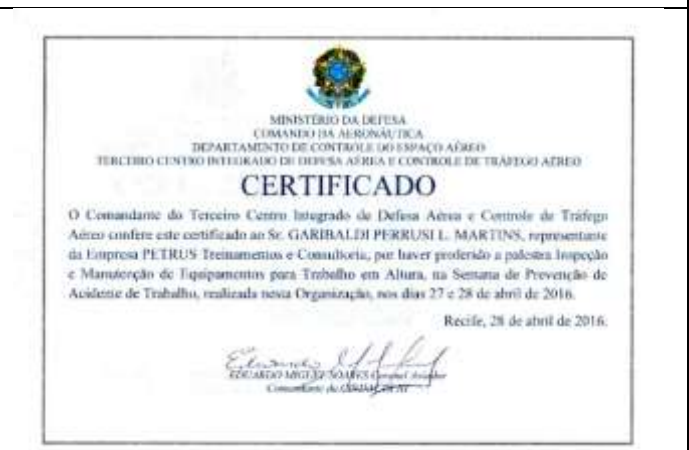 MINISTÉRIO DA DEFESA
COMANDO DA AERONÁUTICA
DEPARTAMENTO DE CONTROLE DO ESPAÇO AÉREO
TERCEIRO CENTRO INTEGRADO DE DEFESA AÉREA E CONTROLE DE TRÁFEGO AÉREO
CERTIFICADO
O Comandante do Terceiro Centro Integrado de Defesa Aérea e Controle de Tráfego
Aéreo confere este certificado ao Sr. GARIBALDI PERRUSI L. MARTINS, representante
da Empresa PETRUS Treinamentos e Consultoria, por haver proferido a palestra Inspeção
e Manutenção de Equipamentos para Trabalho em Altura, na Semana de Prevenção de
Acidente de Trabalho, realizada nesta Organização, nos dias 27 e 28 de abril de 2016.
Recife, 28 de abril de 2016.
EDUARDO MIGUEL SOARES Coronel Aviador
Comandante do